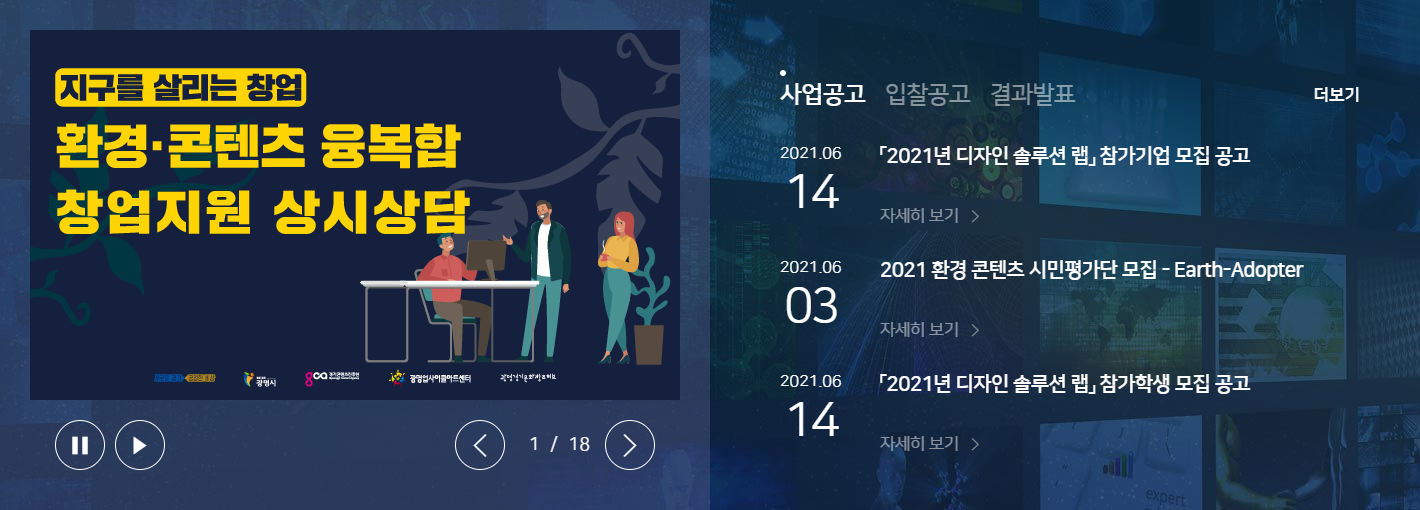 지구를 살리는 창업
환경·콘텐츠 융복합
창업지원 상시상담
광명시
gca
광명업사이클아트센터
1 / 18
사업공고 입찰공고 결과발표
더보기
2021.06
14
「2021년 디자인 솔루션 랩」 참가기업 모집 공고
자세히 보기
2021.06
03
2021 환경 콘텐츠 시민평가단 모집 - Earth-Adopter
자세히 보기
2021.06
14
「2021년 디자인 솔루션 랩」 참가학생 모집 공고
자세히 보기
expert